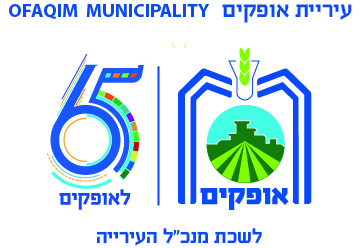 OFAQIM MUNICIPALITY עיריית אופקים
65
לאופקים
אופקים
לשכת מנכ"ל העירייה